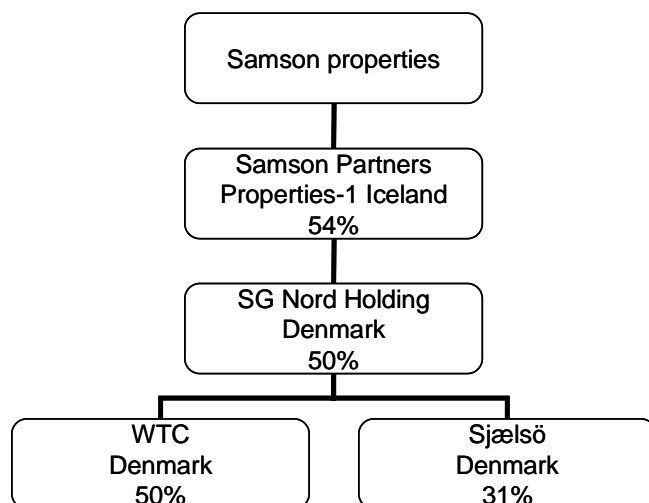 Samson properties
Samson Partners
Properties-1 Iceland
54%
SG Nord Holding
Denmark
50%
WTC
Denmark
50%
Sjælsö
Denmark
31%